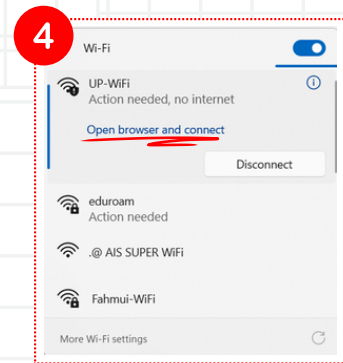 4
Wi-Fi
UP-WiFi
Action needed, no internet
Open browser and connect
Disconnect
eduroam
Action needed
.@ AIS SUPER WiFi
Fahmui-WiFi
More Wi-Fi settings